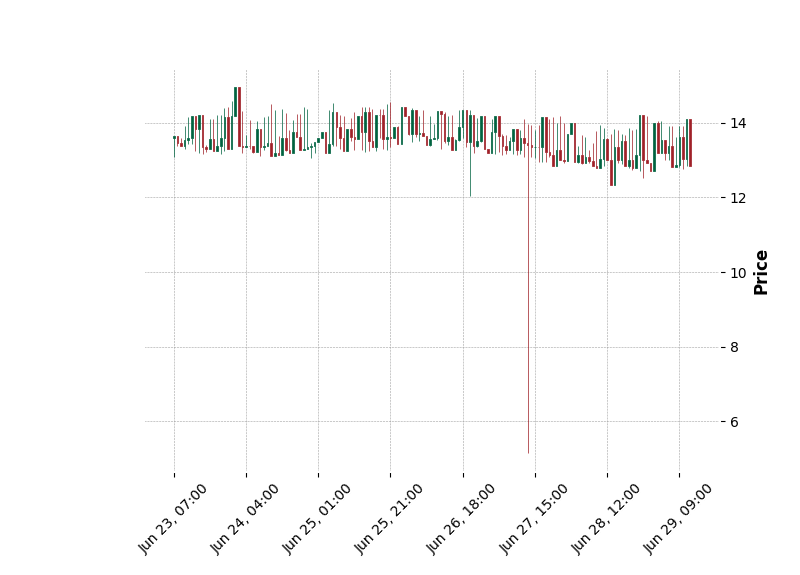 14
12
10
8
6
Price
Jun 23, 07:00
Jun 24, 04:00
Jun 25, 01:00
Jun 25, 21:00
Jun 26, 18:00
Jun 27, 15:00
Jun 28, 12:00
Jun 29, 09:00